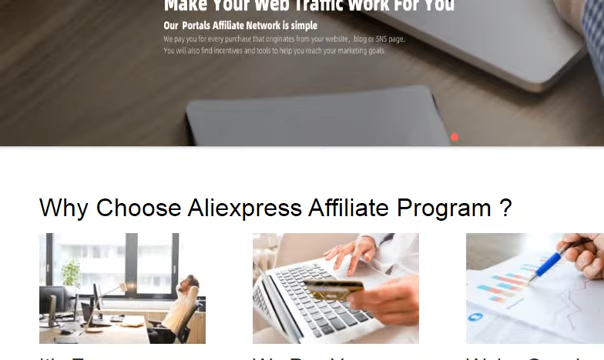 Make Your Web Traffic Work For You
Our Portals Affiliate Network is simple
We pay you for every purchase that originates from your website, blog or SNS page.
You will also find incentives and tools to help you reach your marketing goals.
Why Choose Aliexpress Affiliate Program ?